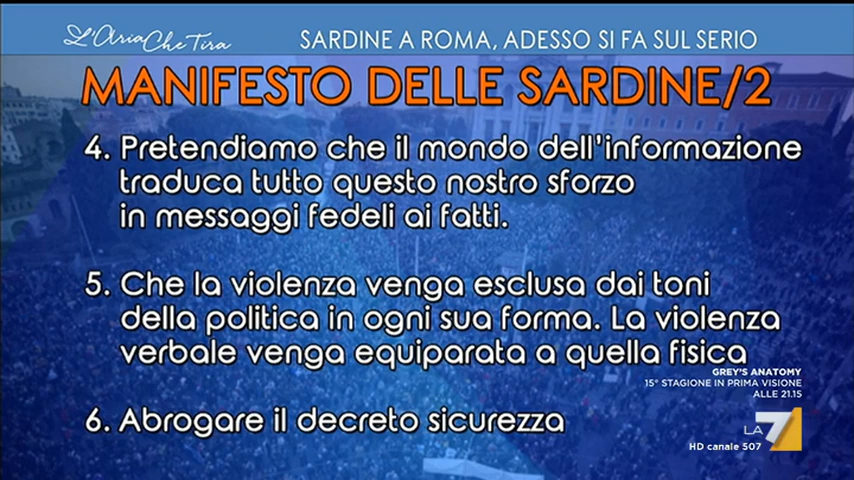 L'Aria Che Tira
SARDINE A ROMA, ADESSO SI FA SUL SERIO
MANIFESTO DELLE SARDINE/2
4. Pretendiamo che il mondo dell'informazione
traduca tutto questo nostro sforzo
in messaggi fedeli ai fatti.
5. Che la violenza venga esclusa dai toni
della politica in ogni sua forma. La violenza
verbale venga equiparata a quella fisica
6. Abrogare il decreto sicurezza
GREY'S ANATOMY
15° STAGIONE IN PRIMA VISIONE
ALLE 21.15
LA7
HD canale 507